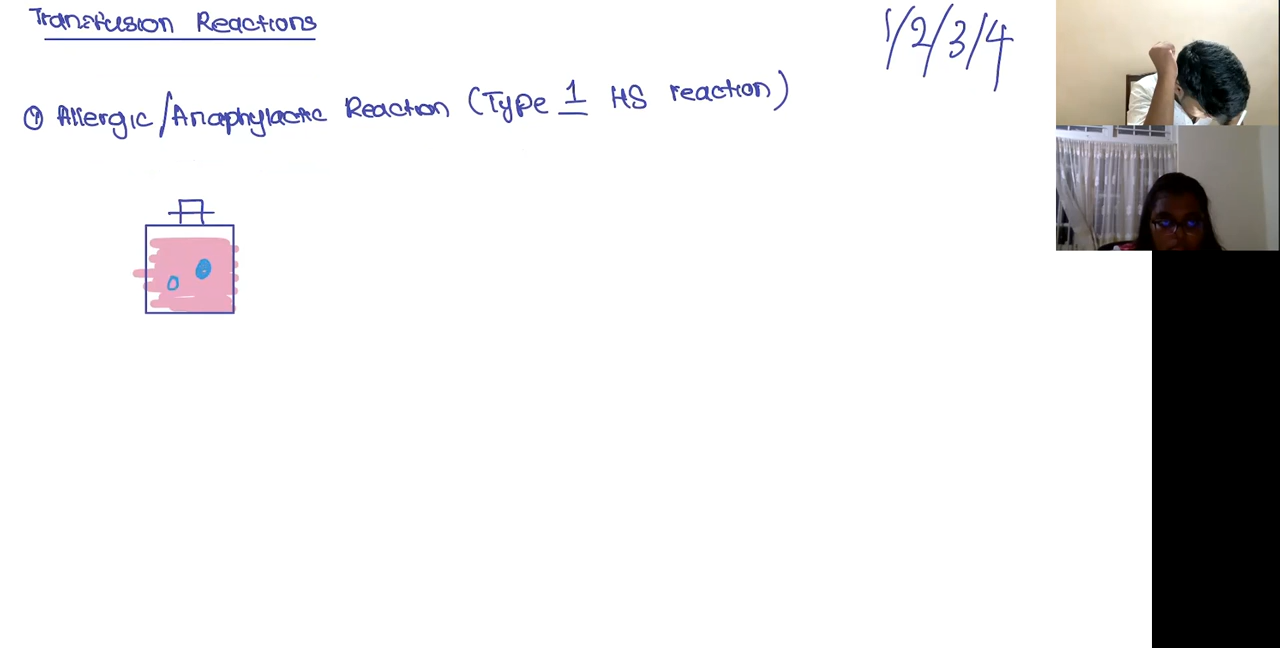 Transfusion Reactions
1/2/3/4
① Allergic/Anaphylactic Reaction (Type 1 HS reaction)